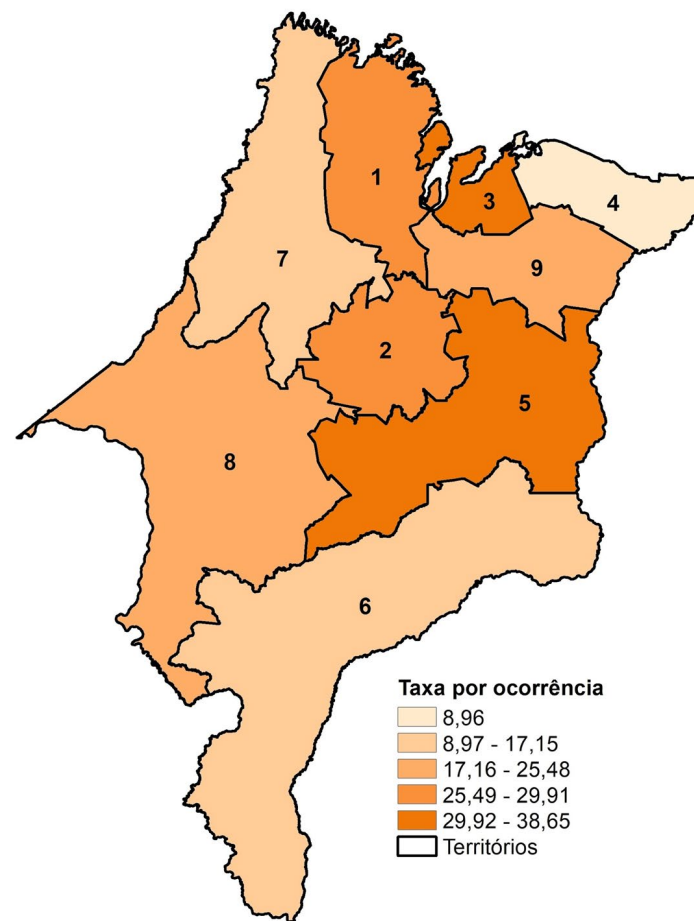 1
3
4
7
9
2
5
8
6
Taxa por ocorrência
8,96
8,97 - 17,15
17,16 - 25,48
25,49 - 29,91
29,92 - 38,65
Territórios